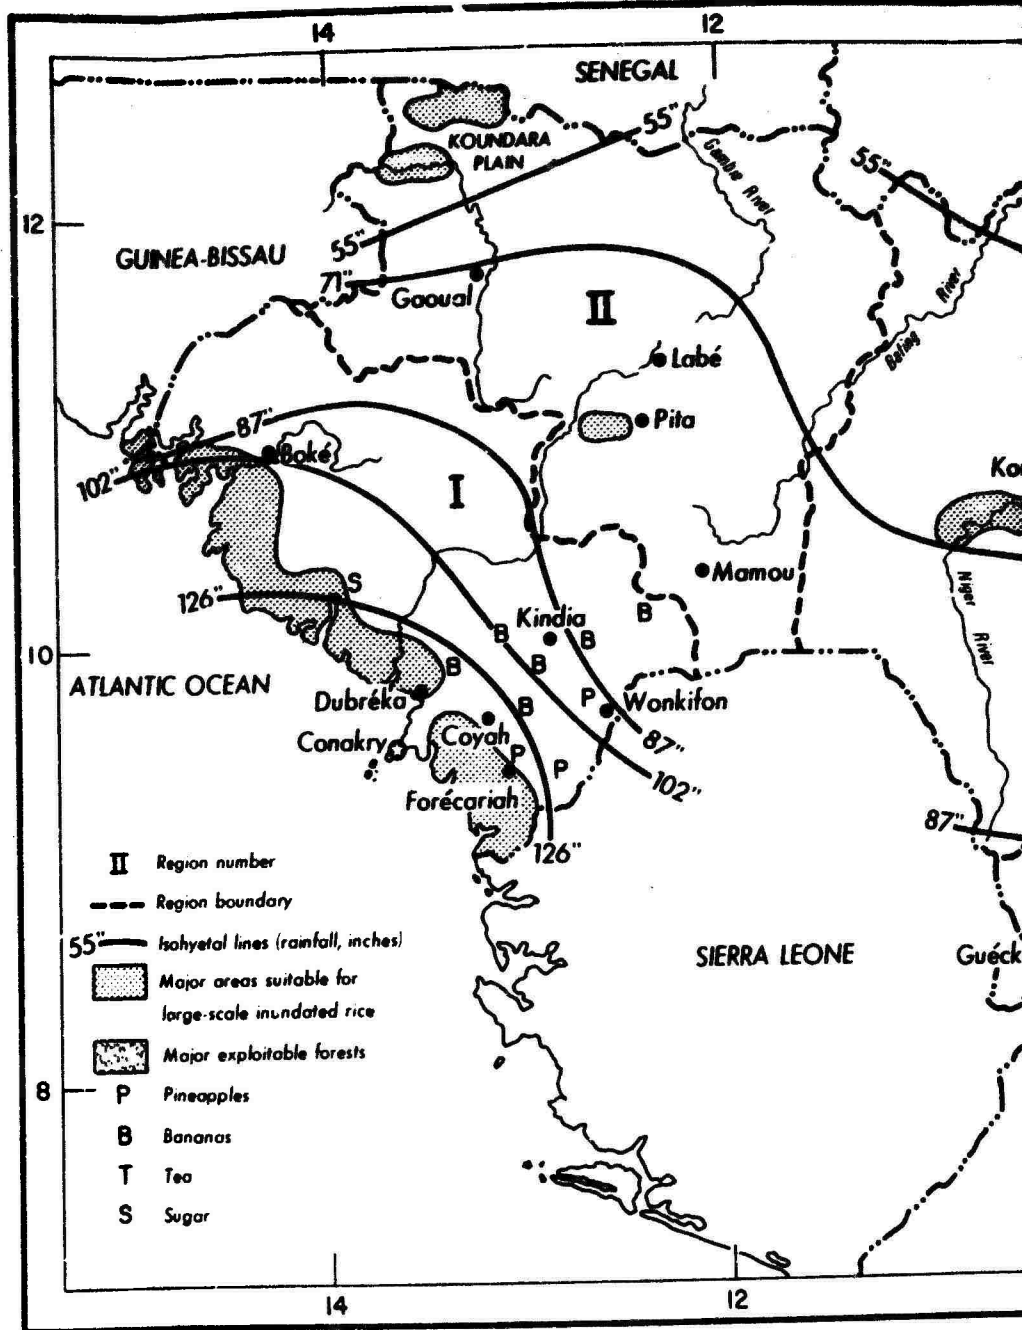 14
12
SENEGAL
KOUNDARA
PLAIN
55"
Gambie River
55"
12
GUINEA-BISSAU
55"
71"
Gaoual
II
Bafing River
Labé
Pita
87"
Boké
102"
I
Mamou
S
126"
Kindia
B
B
B
B
B
B
Niger River
10
ATLANTIC OCEAN
Dubréka
P
Wonkifon
Coyah
Conakry
87"
P
P
102"
Forécariah
126"
87"
II Region number
Region boundary
55" Isohyetal lines (rainfall, inches)
Major areas suitable for
large-scale inundated rice
Major exploitable forests
8
P Pineapples
B Bananas
T Tea
S Sugar
SIERRA LEONE
Guéck
14
12